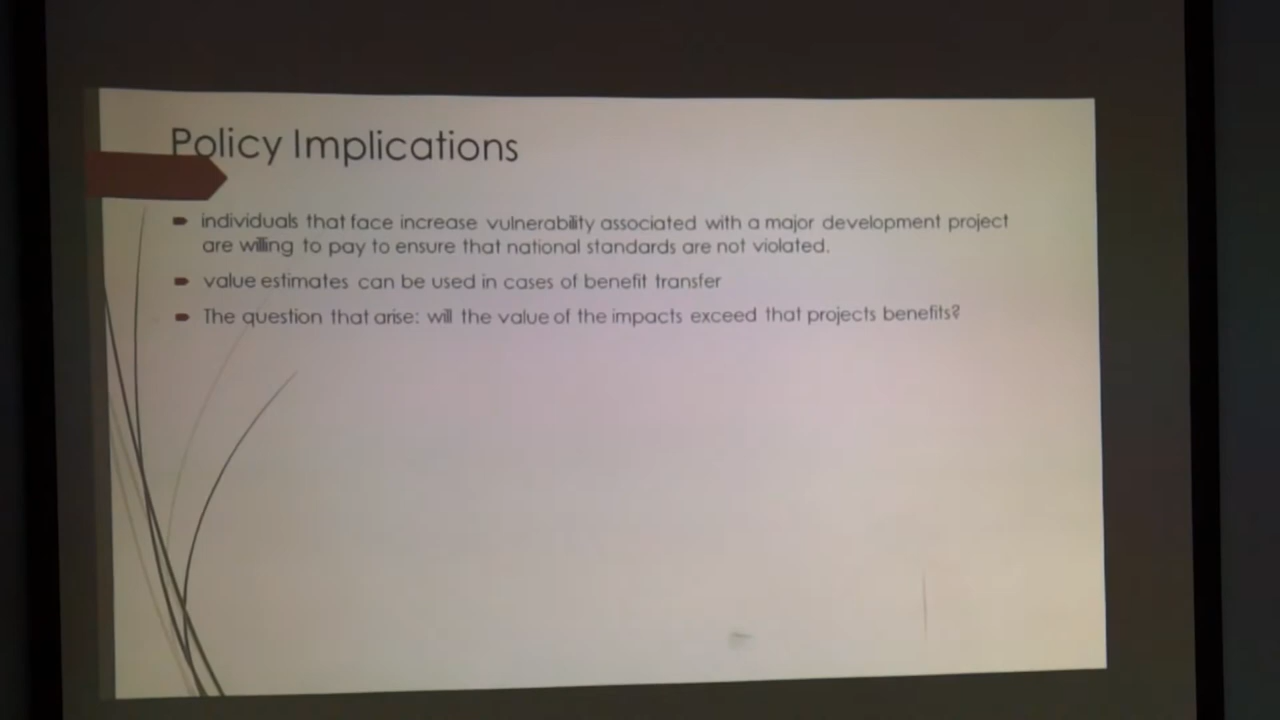 Policy Implications
individuals that face increase vulnerability associated with a major development project
are willing to pay to ensure that national standards are not violated.
value estimates can be used in cases of benefit transfer
The question that arise: will the value of the impacts exceed that projects benefits?